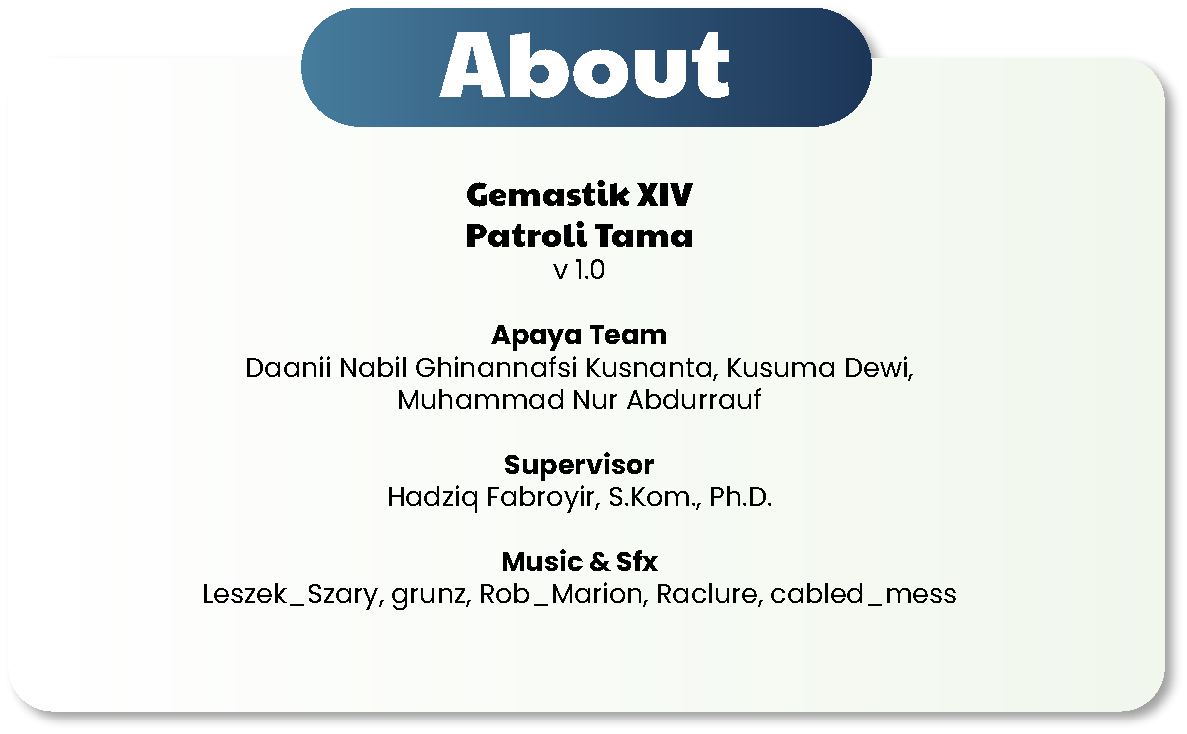 About
Gemastik XIV
Patroli Tama
v 1.0
Apaya Team
Daanii Nabil Ghinannafsi Kusnanta, Kusuma Dewi,
Muhammad Nur Abdurrauf
Supervisor
Hadziq Fabroyir, S.Kom., Ph.D.
Music & Sfx
Leszek_Szary, grunz, Rob_Marion, Raclure, cabled_mess